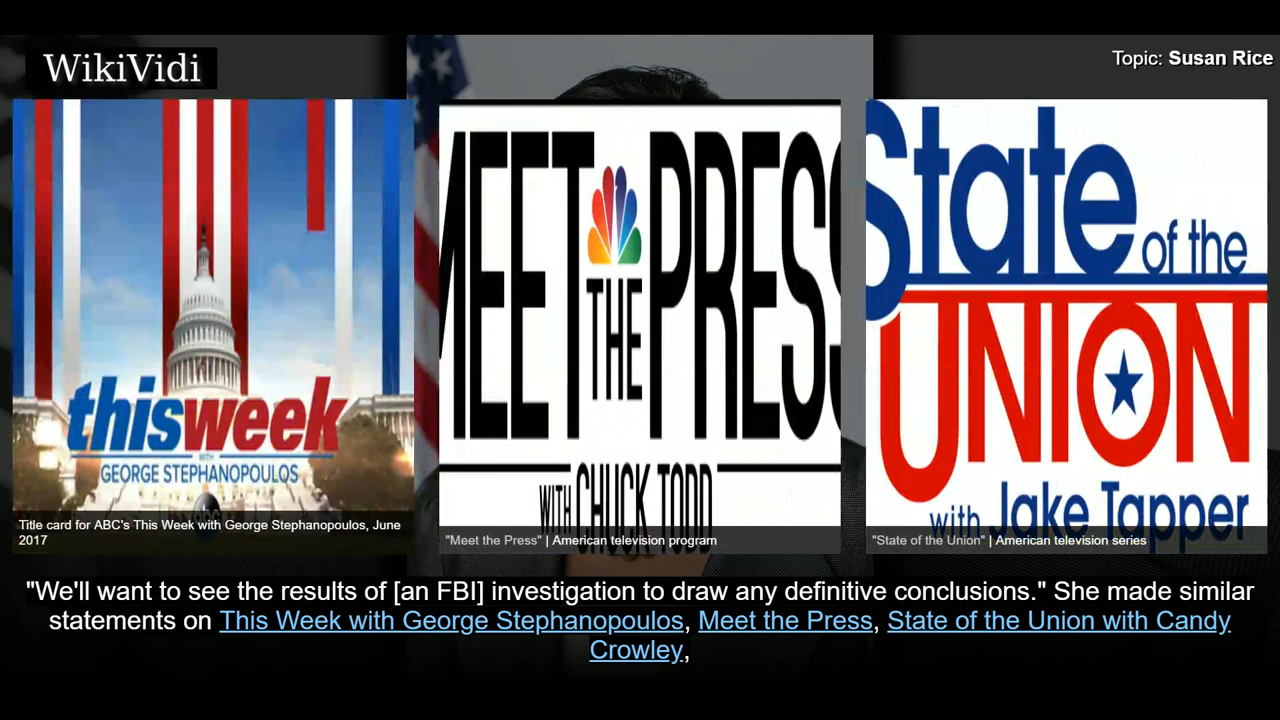 WikiVidi
Topic: Susan Rice
thisweek
WITH
GEORGE STEPHANOPOULOS
Title card for ABC's This Week with George Stephanopoulos, June
2017
MEET
THE
PRESS
WITH CHUCK TODD
"Meet the Press" | American television program
State
of the
UNION
with Jake Tapper
"State of the Union" | American television series
"We'll want to see the results of [an FBI] investigation to draw any definitive conclusions." She made similar
statements on This Week with George Stephanopoulos, Meet the Press, State of the Union with Candy
Crowley,